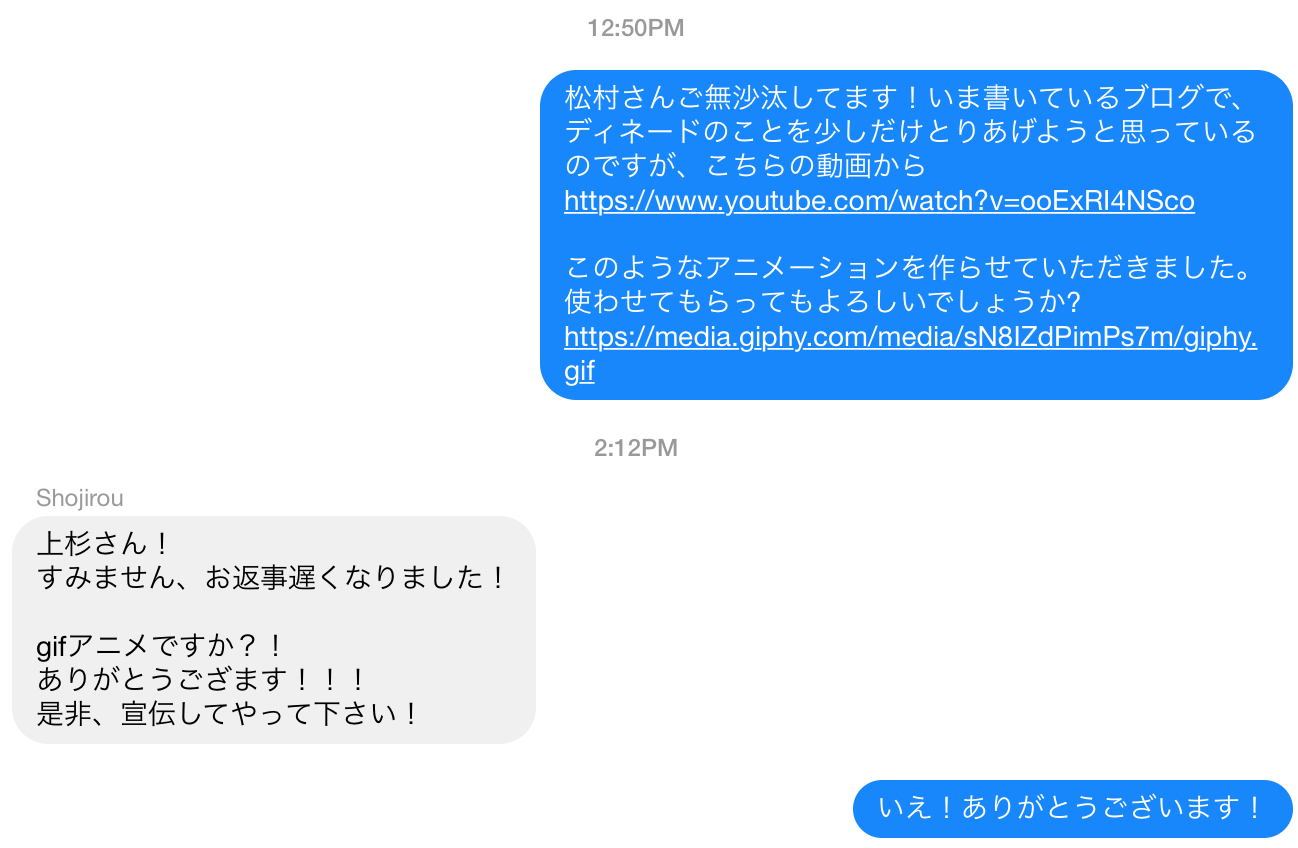 12:50PM
松村さんご無沙汰してます！いま書いているブログで、
ディネードのことを少しだけとりあげようと思っている
のですが、こちらの動画から
https://www.youtube.com/watch?v=ooExRI4NSco
このようなアニメーションを作らせていただきました。
使わせてもらってもよろしいでしょうか?
https://media.giphy.com/media/sN8IZdPimPs7m/giphy.
gif
2:12PM
Shojirou
上杉さん！
すみません、お返事遅くなりました！
gifアニメですか？！
ありがとうござます！！！
是非、宣伝してやって下さい！
いえ！ありがとうございます！